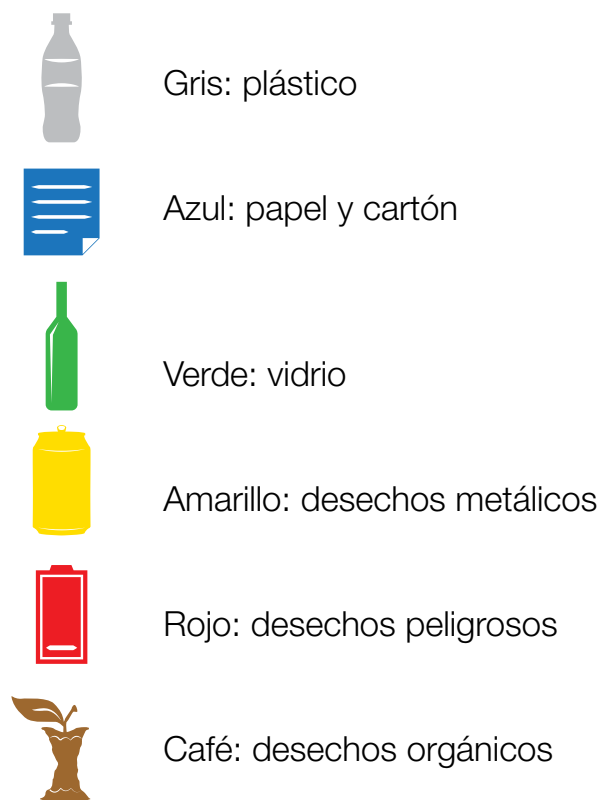 Gris: plástico
Azul: papel y cartón
Verde: vidrio
Amarillo: desechos metálicos
Rojo: desechos peligrosos
Café: desechos orgánicos